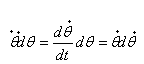 θ̈dθ = dθ̇/dt dθ = θ̇dθ̇